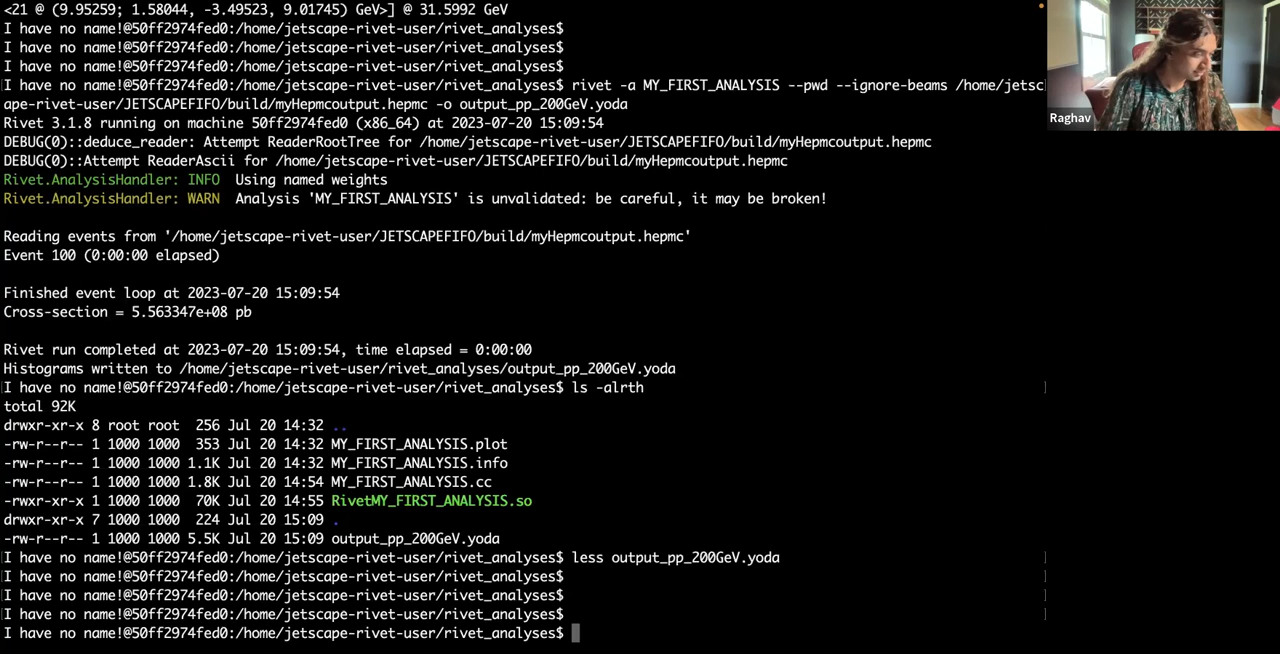 <21 @ (9.95259; 1.58044, -3.49523, 9.01745) GeV>] @ 31.5992 GeV
I have no name!@50ff2974fed0:/home/jetscape-rivet-user/rivet_analyses$
I have no name!@50ff2974fed0:/home/jetscape-rivet-user/rivet_analyses$
I have no name!@50ff2974fed0:/home/jetscape-rivet-user/rivet_analyses$
I have no name!@50ff2974fed0:/home/jetscape-rivet-user/rivet_analyses$ rivet -a MY_FIRST_ANALYSIS --pwd --ignore-beams /home/jetsc
ape-rivet-user/JETSCAPEFIFO/build/myHepmcoutput.hepmc -o output_pp_200GeV.yoda
Raghav
Rivet 3.1.8 running on machine 50ff2974fed0 (x86_64) at 2023-07-20 15:09:54
DEBUG(0)::deduce_reader: Attempt ReaderRootTree for /home/jetscape-rivet-user/JETSCAPEFIFO/build/myHepmcoutput.hepmc
DEBUG(0)::Attempt ReaderAscii for /home/jetscape-rivet-user/JETSCAPEFIFO/build/myHepmcoutput.hepmc
Rivet.AnalysisHandler: INFO  Using named weights
Rivet.AnalysisHandler: WARN  Analysis 'MY_FIRST_ANALYSIS' is unvalidated: be careful, it may be broken!
Reading events from '/home/jetscape-rivet-user/JETSCAPEFIFO/build/myHepmcoutput.hepmc'
Event 100 (0:00:00 elapsed)
Finished event loop at 2023-07-20 15:09:54
Cross-section = 5.563347e+08 pb
Rivet run completed at 2023-07-20 15:09:54, time elapsed = 0:00:00
Histograms written to /home/jetscape-rivet-user/rivet_analyses/output_pp_200GeV.yoda
I have no name!@50ff2974fed0:/home/jetscape-rivet-user/rivet_analyses$ ls -alrth
total 92K
drwxr-xr-x 8 root root  256 Jul 20 14:32 ..
-rw-r--r-- 1 1000 1000  353 Jul 20 14:32 MY_FIRST_ANALYSIS.plot
-rw-r--r-- 1 1000 1000 1.1K Jul 20 14:32 MY_FIRST_ANALYSIS.info
-rw-r--r-- 1 1000 1000 1.8K Jul 20 14:54 MY_FIRST_ANALYSIS.cc
-rwxr-xr-x 1 1000 1000  70K Jul 20 14:55 RivetMY_FIRST_ANALYSIS.so
drwxr-xr-x 7 1000 1000  224 Jul 20 15:09 .
-rw-r--r-- 1 1000 1000 5.5K Jul 20 15:09 output_pp_200GeV.yoda
I have no name!@50ff2974fed0:/home/jetscape-rivet-user/rivet_analyses$ less output_pp_200GeV.yoda
I have no name!@50ff2974fed0:/home/jetscape-rivet-user/rivet_analyses$
I have no name!@50ff2974fed0:/home/jetscape-rivet-user/rivet_analyses$
I have no name!@50ff2974fed0:/home/jetscape-rivet-user/rivet_analyses$
I have no name!@50ff2974fed0:/home/jetscape-rivet-user/rivet_analyses$